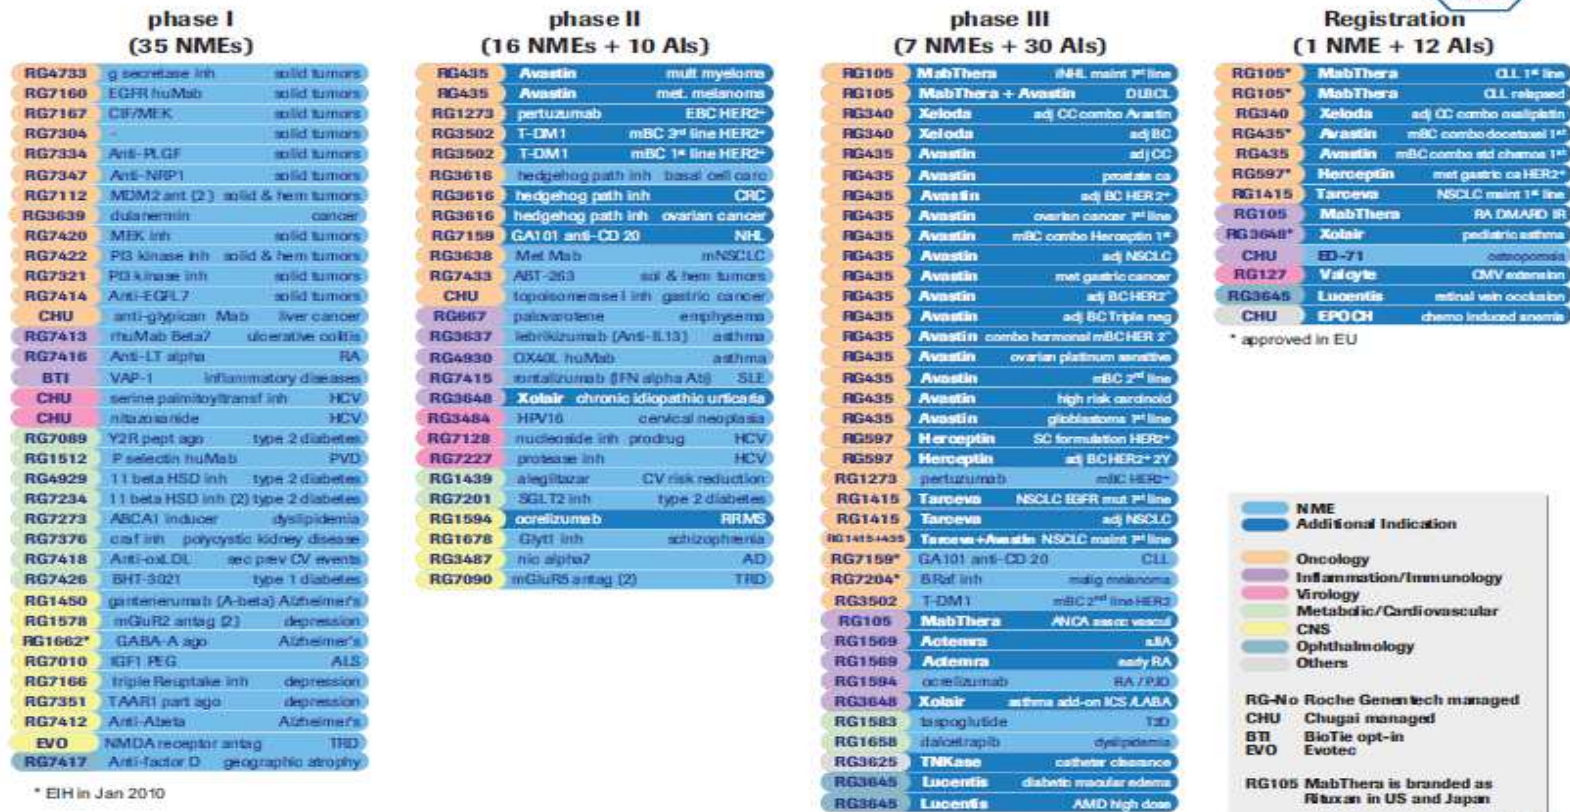 phase I
(35 NMEs)
RG4733 g secretase inh solid tumors
RG7160 EGFR huMab solid tumors
RG7167 CIF/MEK solid tumors
RG7304 - solid tumors
RG7334 Anti-PLGF solid tumors
RG7347 Anti-NRP1 solid tumors
RG7112 MDM2 ant (2) solid & hem tumors
RG3639 dulanermin cancer
RG7420 MEK inh solid tumors
RG7422 PI3 kinase inh solid & hem tumors
RG7321 PI3 kinase inh solid tumors
RG7414 Anti-EGFL7 solid tumors
CHU anti-glypican Mab liver cancer
RG7413 rhuMab Beta7 ulcerative colitis
RG7416 Anti-LT alpha RA
BTI VAP-1 inflammatory diseases
CHU serine palmitoyltransf inh HCV
CHU nitazoxanide HCV
RG7089 Y2R pept ago type 2 diabetes
RG1512 P selectin huMab PVD
RG4929 11 beta HSD inh type 2 diabetes
RG7234 11 beta HSD inh (2) type 2 diabetes
RG7273 ABCA1 inducer dyslipidemia
RG7376 craf inh polycystic kidney disease
RG7418 Anti-oxLDL sec prev CV events
RG7426 BHT-3021 type 1 diabetes
RG1450 gantenerumab (A-beta) Alzheimer's
RG1578 mGluR2 antag (2) depression
RG1662* GABA-A ago Alzheimer's
RG7010 IGF1 PEG ALS
RG7166 triple Reuptake inh depression
RG7351 TAAR1 part ago depression
RG7412 Anti-Abeta Alzheimer's
EVO NMDA receptor antag TRD
RG7417 Anti-factor D geographic atrophy
* EIH in Jan 2010
phase II
(16 NMEs + 10 AIs)
RG435 Avastin mult myeloma
RG435 Avastin met. melanoma
RG1273 pertuzumab EBC HER2+
RG3502 T-DM1 mBC 3rd line HER2+
RG3502 T-DM1 mBC 1st line HER2+
RG3616 hedgehog path inh basal cell carc
RG3616 hedgehog path inh CRC
RG3616 hedgehog path inh ovarian cancer
RG7159 GA101 anti-CD 20 NHL
RG3638 Met Mab mNSCLC
RG7433 ABT-263 sol & hem tumors
CHU topoisomerase I inh gastric cancer
RG667 palovarotene emphysema
RG3637 lebrikizumab (Anti-IL13) asthma
RG4930 OX40L huMab asthma
RG7415 rontalizumab (IFN alpha Ab) SLE
RG3648 Xolair chronic idiopathic urticaria
RG3484 HPV16 cervical neoplasia
RG7128 nucleoside inh prodrug HCV
RG7227 protease inh HCV
RG1439 aleglitazar CV risk reduction
RG7201 SGLT2 inh type 2 diabetes
RG1594 ocrelizumab RRMS
RG1678 Glyt1 inh schizophrenia
RG3487 nic alpha7 AD
RG7090 mGluR5 antag (2) TRD
phase III
(7 NMEs + 30 AIs)
RG105 MabThera iNHL maint 1st line
RG105 MabThera + Avastin DLBCL
RG340 Xeloda adj CC combo Avastin
RG340 Xeloda adj BC
RG435 Avastin adj CC
RG435 Avastin prostate ca
RG435 Avastin adj BC HER 2+
RG435 Avastin ovarian cancer 1st line
RG435 Avastin mBC combo Herceptin 1st
RG435 Avastin adj NSCLC
RG435 Avastin met gastric cancer
RG435 Avastin adj BC HER2-
RG435 Avastin adj BC Triple neg
RG435 Avastin combo hormonal mBC HER 2-
RG435 Avastin ovarian platinum sensitive
RG435 Avastin mBC 2nd line
RG435 Avastin high risk carcinoid
RG435 Avastin glioblastoma 1st line
RG597 Herceptin SC formulation HER2+
RG597 Herceptin adj BC HER2+ 2Y
RG1273 pertuzumab mBC HER2+
RG1415 Tarceva NSCLC EGFR mut 1st line
RG1415 Tarceva adj NSCLC
RG1415+435 Tarceva+Avastin NSCLC maint 1st line
RG7159* GA101 anti-CD 20 CLL
RG7204* BRaf inh malig melanoma
RG3502 T-DM1 mBC 2nd line HER2
RG105 MabThera ANCA assoc vascul
RG1569 Actemra sJIA
RG1569 Actemra early RA
RG1594 ocrelizumab RA / PJD
RG3648 Xolair asthma add-on ICS /LABA
RG1583 taspoglutide T2D
RG1658 dalcetrapib dyslipidemia
RG3625 TNKase catheter clearance
RG3645 Lucentis diabetic macular edema
RG3645 Lucentis AMD high dose
Registration
(1 NME + 12 AIs)
RG105* MabThera CLL 1st line
RG105* MabThera CLL relapsed
RG340 Xeloda adj CC combo oxaliplatin
RG435* Avastin mBC combo docetaxel 1st
RG435 Avastin mBC combo std chemos 1st
RG597* Herceptin met gastric ca HER2+
RG1415 Tarceva NSCLC maint 1st line
RG105 MabThera RA DMARD IR
RG3648* Xolair pediatric asthma
CHU ED-71 osteoporosis
RG127 Valcyte CMV extension
RG3645 Lucentis retinal vein occlusion
CHU EPOCH chemo induced anemia
* approved in EU
NME
Additional Indication
Oncology
Inflammation/Immunology
Virology
Metabolic/Cardiovascular
CNS
Ophthalmology
Others
RG-No Roche Genentech managed
CHU Chugai managed
BTI BioTie opt-in
EVO Evotec
RG105 MabThera is branded as
Rituxan in US and Japan